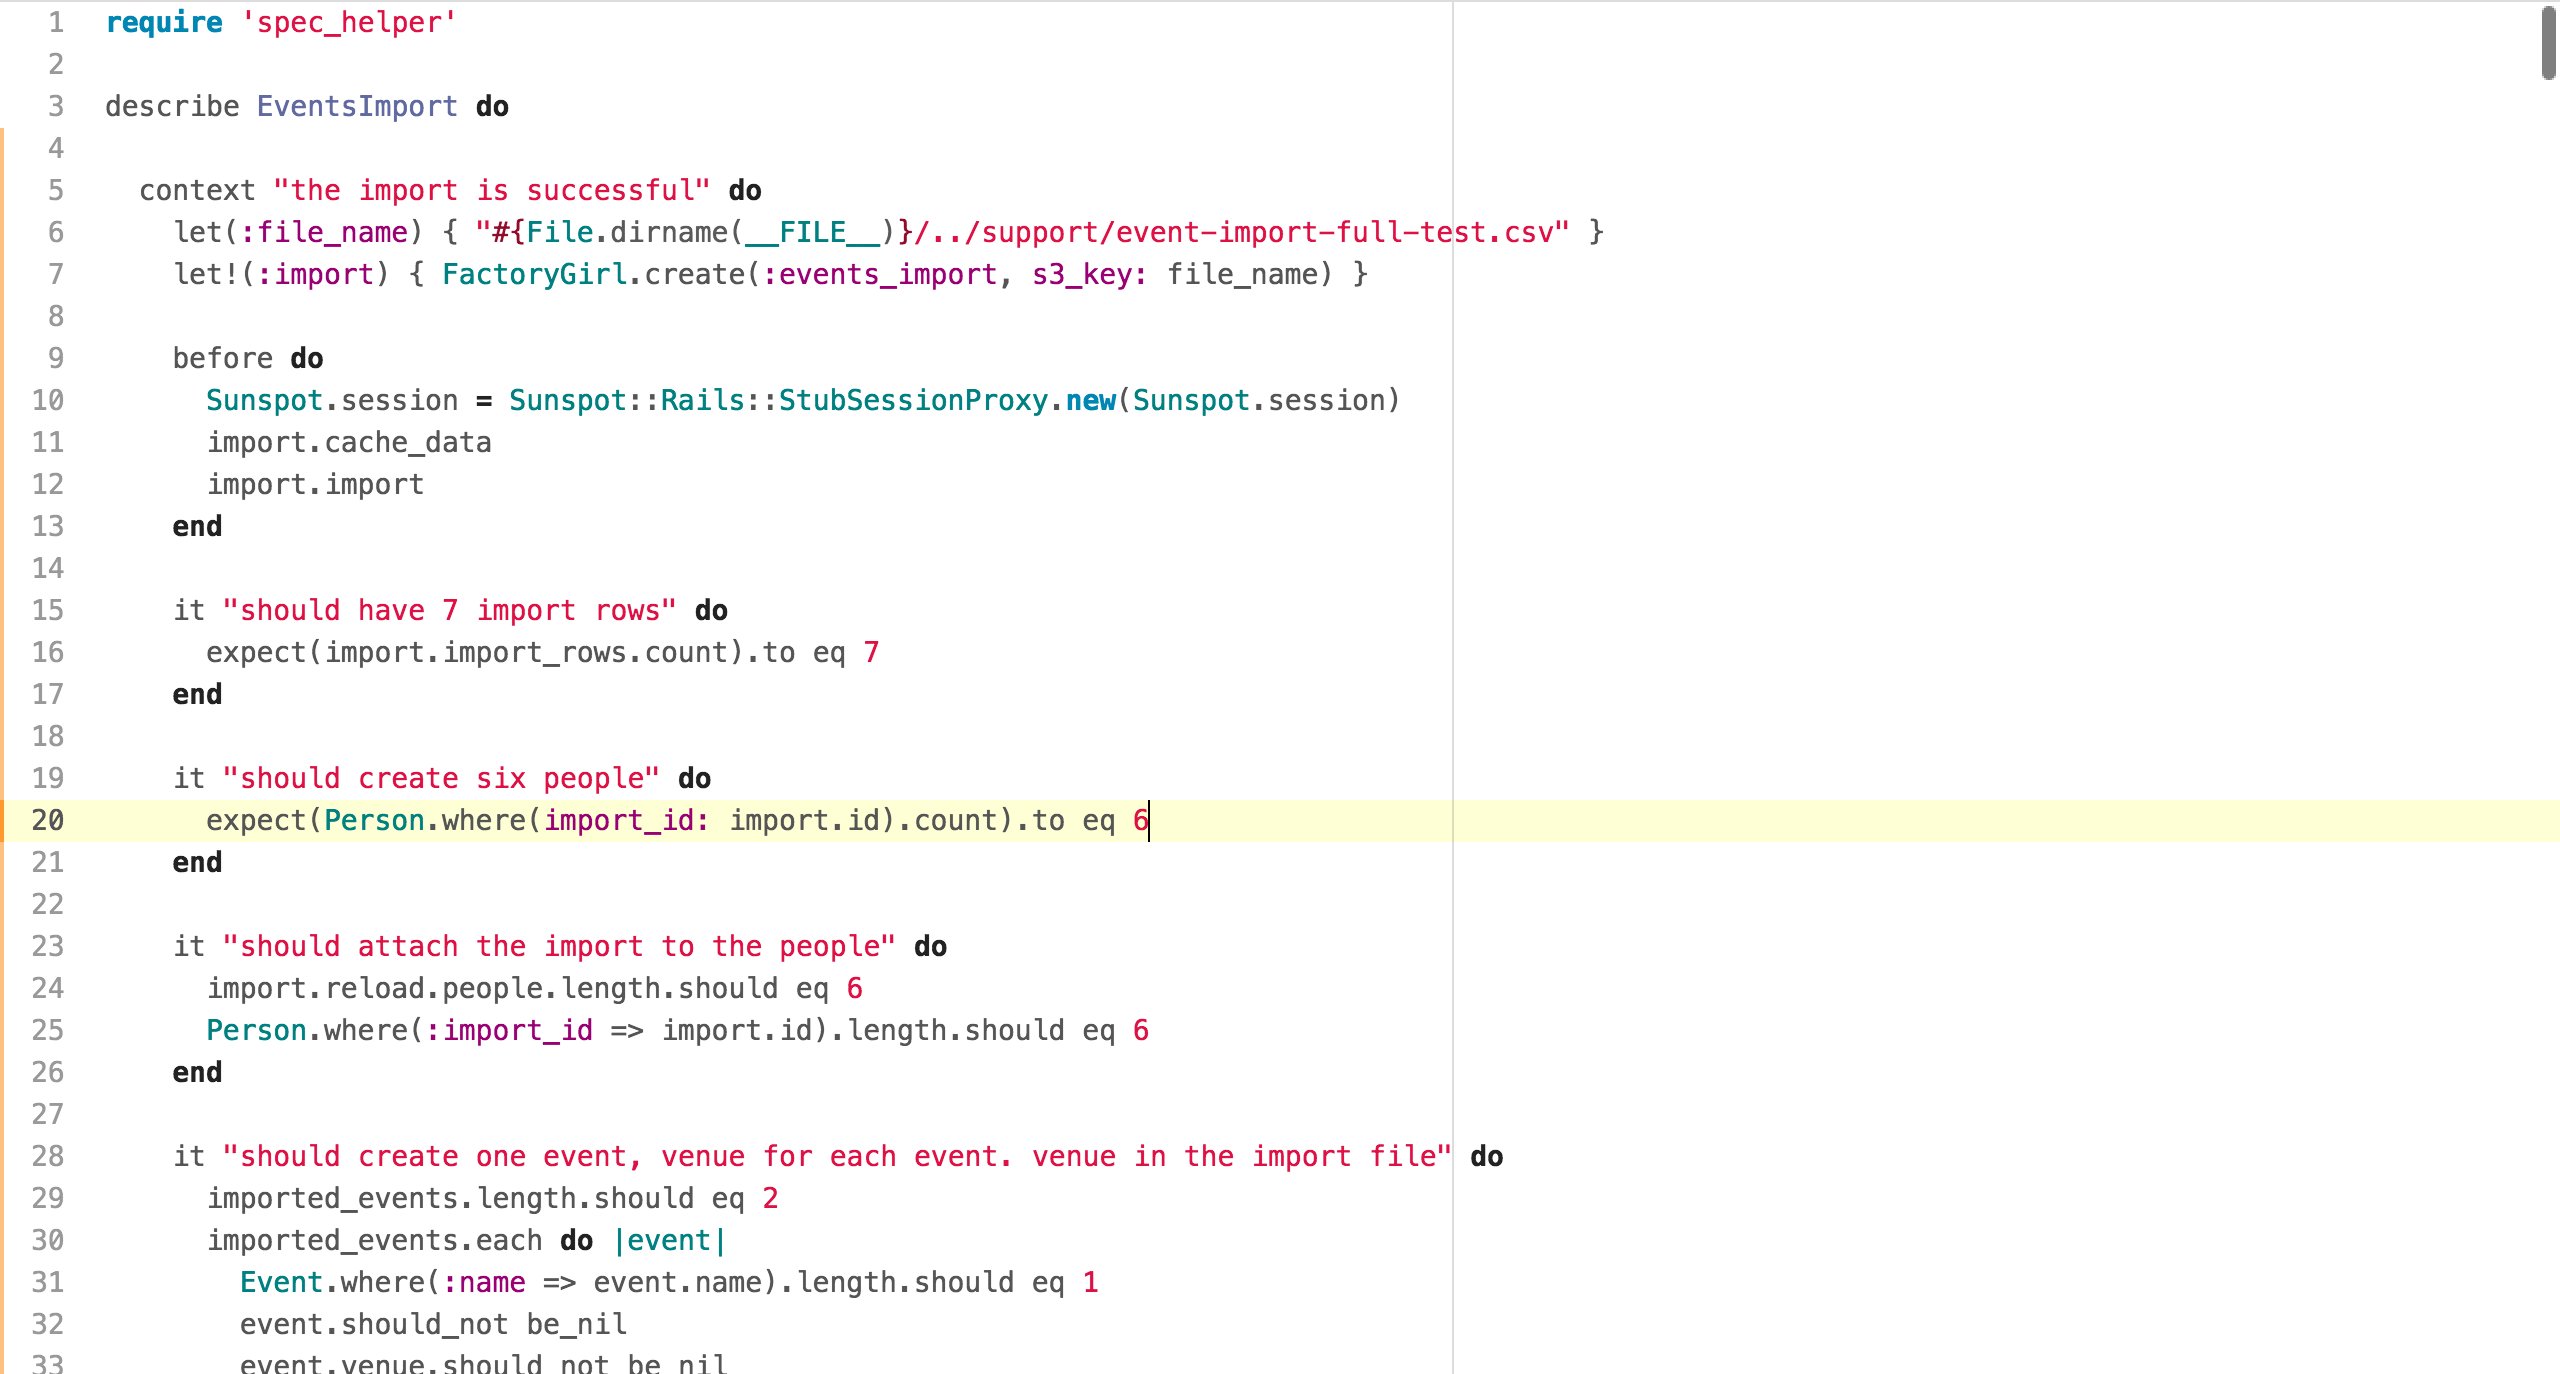 1 require 'spec_helper'
2
3 describe EventsImport do
4
5   context "the import is successful" do
6     let(:file_name) { "#{File.dirname(__FILE__)}/../support/event-import-full-test.csv" }
7     let!(:import) { FactoryGirl.create(:events_import, s3_key: file_name) }
8
9     before do
10       Sunspot.session = Sunspot::Rails::StubSessionProxy.new(Sunspot.session)
11       import.cache_data
12       import.import
13     end
14
15     it "should have 7 import rows" do
16       expect(import.import_rows.count).to eq 7
17     end
18
19     it "should create six people" do
20       expect(Person.where(import_id: import.id).count).to eq 6
21     end
22
23     it "should attach the import to the people" do
24       import.reload.people.length.should eq 6
25       Person.where(:import_id => import.id).length.should eq 6
26     end
27
28     it "should create one event, venue for each event. venue in the import file" do
29       imported_events.length.should eq 2
30       imported_events.each do |event|
31         Event.where(:name => event.name).length.should eq 1
32         event.should_not be_nil
33         event.venue.should_not be_nil